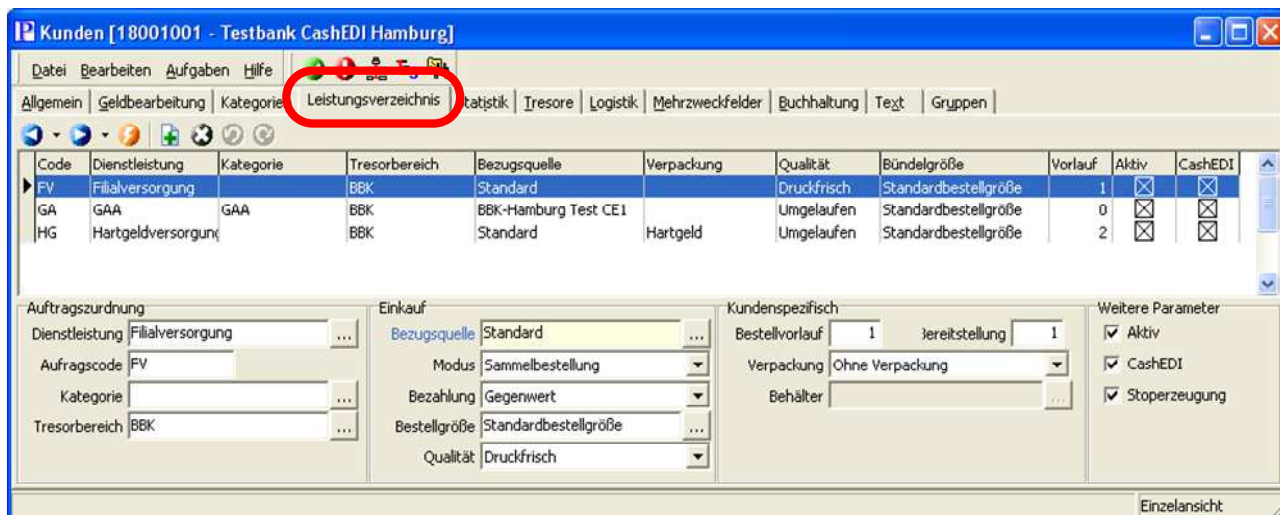 Kunden [18001001 - Testbank CashEDI Hamburg]
Datei Bearbeiten Aufgaben Hilfe
Allgemein Geldbearbeitung Kategorie Leistungsverzeichnis tatistik Tresore Logistik Mehrzweckfelder Buchhaltung Text Gruppen
Code Dienstleistung Kategorie Tresorbereich Bezugsquelle Verpackung Qualität Bündelgröße Vorlauf Aktiv CashEDI
FV Filialversorgung BBK Standard Druckfrisch Standardbestellgröße 1
GA GAA GAA BBK BBK-Hamburg Test CE1 Umgelaufen Standardbestellgröße 0
HG Hartgeldversorgung BBK Standard Hartgeld Umgelaufen Standardbestellgröße 2
Auftragszurdnung Einkauf Kundenspezifisch Weitere Parameter
Dienstleistung Filialversorgung ... Bezugsquelle Standard ... Bestellvorlauf 1 Bereitstellung 1 Aktiv
Aufragscode FV Modus Sammelbestellung Verpackung Ohne Verpackung CashEDI
Kategorie ... Bezahlung Gegenwert Behälter ... Stoperzeugung
Tresorbereich BBK ... Bestellgröße Standardbestellgröße ...
Qualität Druckfrisch
Einzelansicht